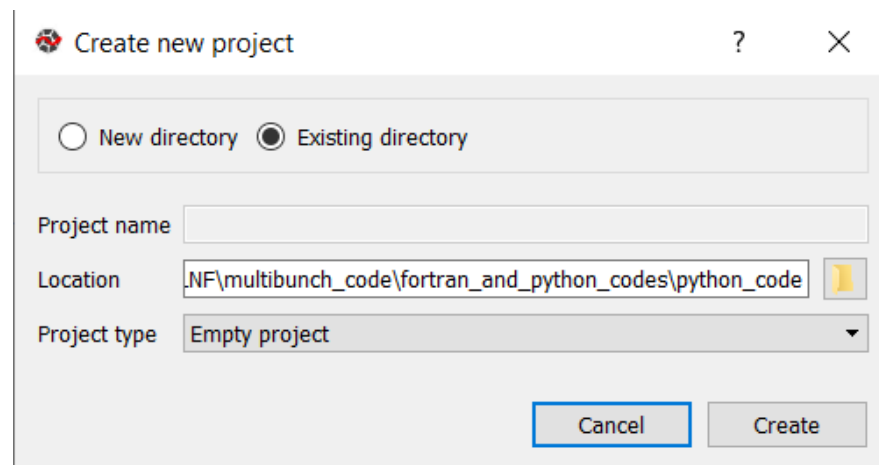 Create new project ?
New directory Existing directory
Project name
Location .NF\multibunch_code\fortran_and_python_codes\python_code
Project type Empty project
Cancel Create